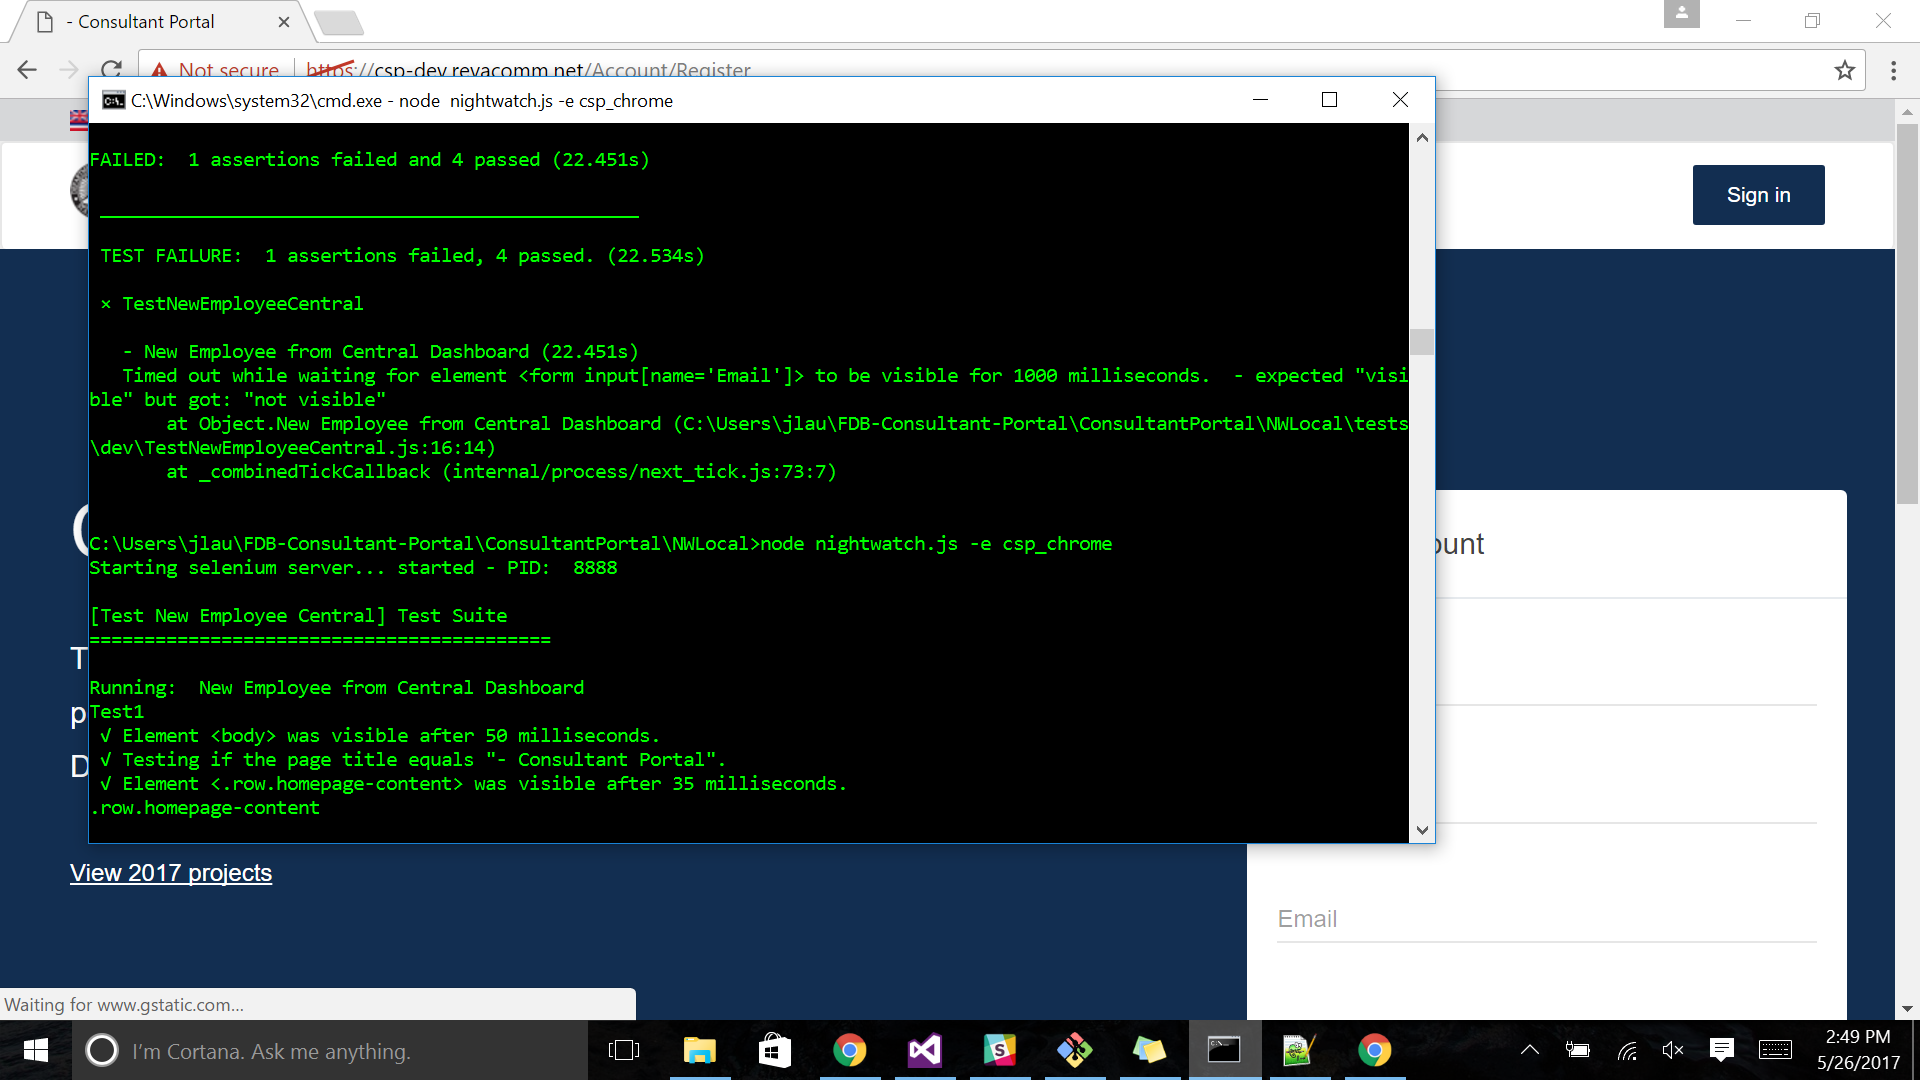 - Consultant Portal
Not secure https://csp-dev.revacomm.net/Account/Register
C:\Windows\system32\cmd.exe - node  nightwatch.js -e csp_chrome
FAILED:  1 assertions failed and 4 passed (22.451s)
TEST FAILURE:  1 assertions failed, 4 passed. (22.534s)
× TestNewEmployeeCentral
- New Employee from Central Dashboard (22.451s)
Timed out while waiting for element <form input[name='Email']> to be visible for 1000 milliseconds.  - expected "visi
ble" but got: "not visible"
at Object.New Employee from Central Dashboard (C:\Users\jlau\FDB-Consultant-Portal\ConsultantPortal\NWLocal\tests
\dev\TestNewEmployeeCentral.js:16:14)
at _combinedTickCallback (internal/process/next_tick.js:73:7)
C:\Users\jlau\FDB-Consultant-Portal\ConsultantPortal\NWLocal>node nightwatch.js -e csp_chrome
Starting selenium server... started - PID:  8888
[Test New Employee Central] Test Suite
==========================================
Running:  New Employee from Central Dashboard
Test1
√ Element <body> was visible after 50 milliseconds.
√ Testing if the page title equals "- Consultant Portal".
√ Element <.row.homepage-content> was visible after 35 milliseconds.
.row.homepage-content
Sign in
ount
T
p
D
View 2017 projects
Email
Waiting for www.gstatic.com...
I'm Cortana. Ask me anything.
2:49 PM
5/26/2017